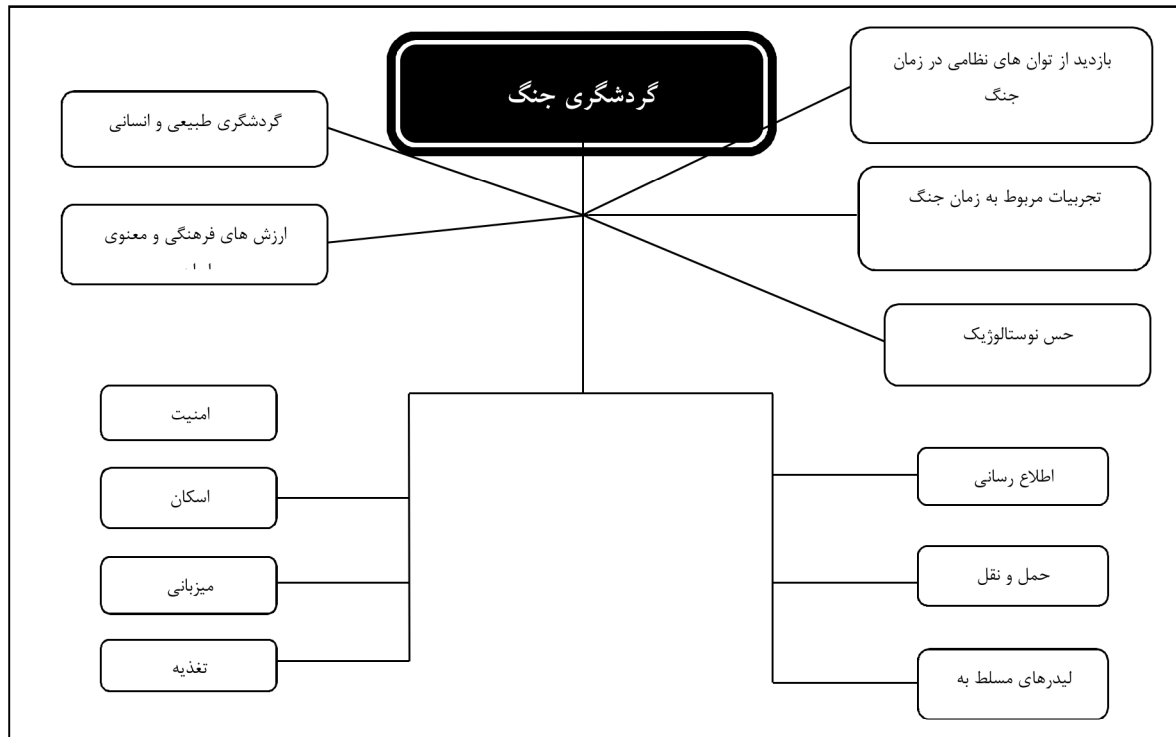 گردشگری جنگ
بازدید از توان های نظامی در زمان
جنگ
گردشگری طبیعی و انسانی
تجربیات مربوط به زمان جنگ
ارزش های فرهنگی و معنوی
حس نوستالوژیک
امنیت
اطلاع رسانی
اسکان
حمل و نقل
میزبانی
لیدرهای مسلط به
تغذیه